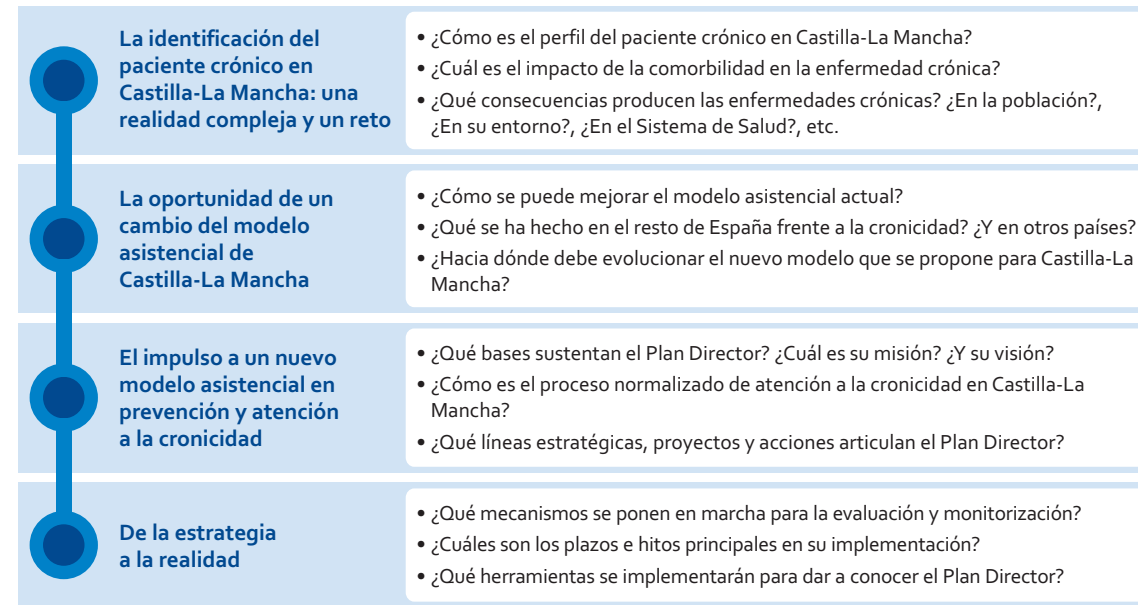 La identificación del
paciente crónico en
Castilla-La Mancha: una
realidad compleja y un reto
• ¿Cómo es el perfil del paciente crónico en Castilla-La Mancha?
• ¿Cuál es el impacto de la comorbilidad en la enfermedad crónica?
• ¿Qué consecuencias producen las enfermedades crónicas? ¿En la población?,
¿En su entorno?, ¿En el Sistema de Salud?, etc.
La oportunidad de un
cambio del modelo
asistencial de
Castilla-La Mancha
• ¿Cómo se puede mejorar el modelo asistencial actual?
• ¿Qué se ha hecho en el resto de España frente a la cronicidad? ¿Y en otros países?
• ¿Hacia dónde debe evolucionar el nuevo modelo que se propone para Castilla-La
Mancha?
El impulso a un nuevo
modelo asistencial en
prevención y atención
a la cronicidad
• ¿Qué bases sustentan el Plan Director? ¿Cuál es su misión? ¿Y su visión?
• ¿Cómo es el proceso normalizado de atención a la cronicidad en Castilla-La
Mancha?
• ¿Qué líneas estratégicas, proyectos y acciones articulan el Plan Director?
De la estrategia
a la realidad
• ¿Qué mecanismos se ponen en marcha para la evaluación y monitorización?
• ¿Cuáles son los plazos e hitos principales en su implementación?
• ¿Qué herramientas se implementarán para dar a conocer el Plan Director?